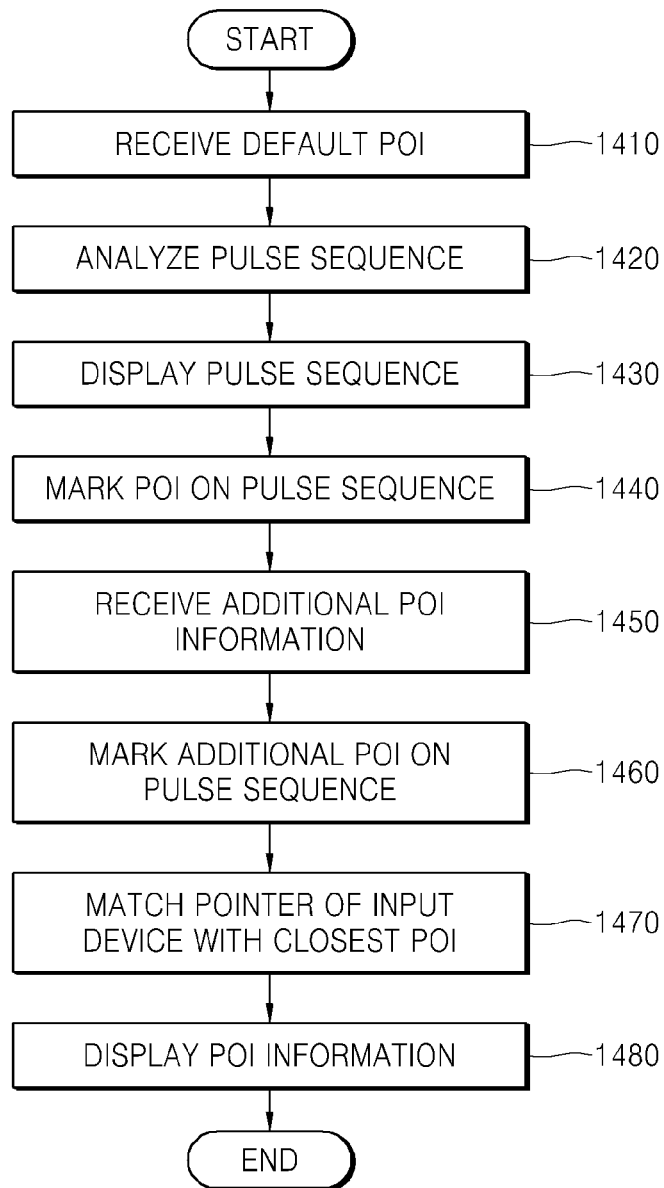 START
RECEIVE DEFAULT POI
1410
ANALYZE PULSE SEQUENCE
1420
DISPLAY PULSE SEQUENCE
1430
MARK POI ON PULSE SEQUENCE
1440
RECEIVE ADDITIONAL POI
INFORMATION
1450
MARK ADDITIONAL POI ON
PULSE SEQUENCE
1460
MATCH POINTER OF INPUT
DEVICE WITH CLOSEST POI
1470
DISPLAY POI INFORMATION
1480
END